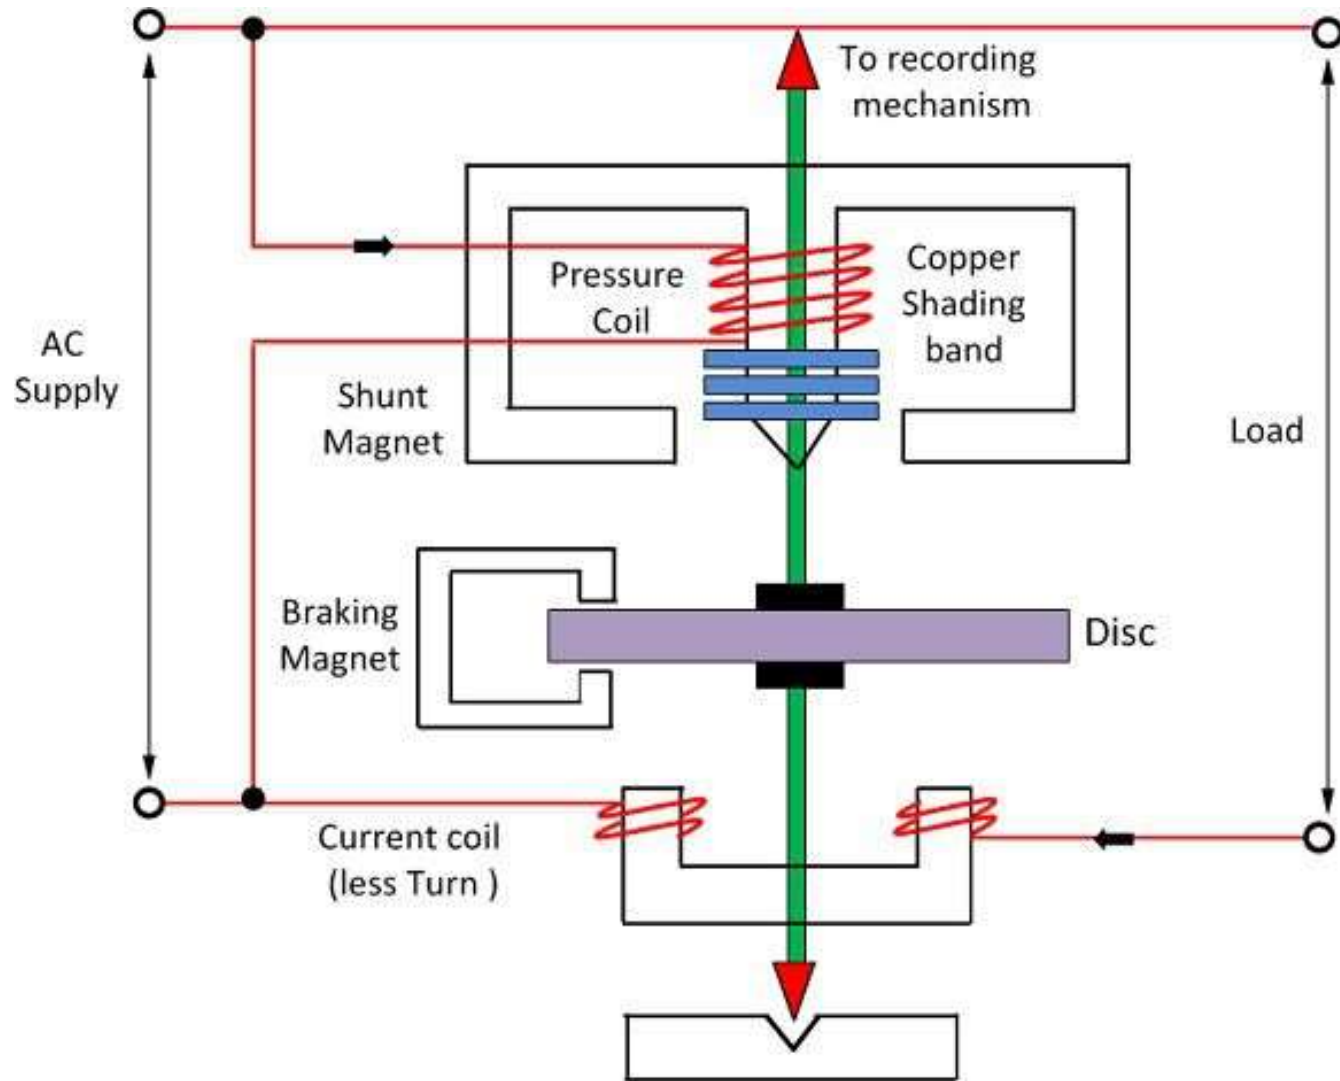 To recording
mechanism
Pressure
Coil
Copper
Shading
band
AC
Supply
Shunt
Magnet
Load
Braking
Magnet
Disc
Current coil
(less Turn )